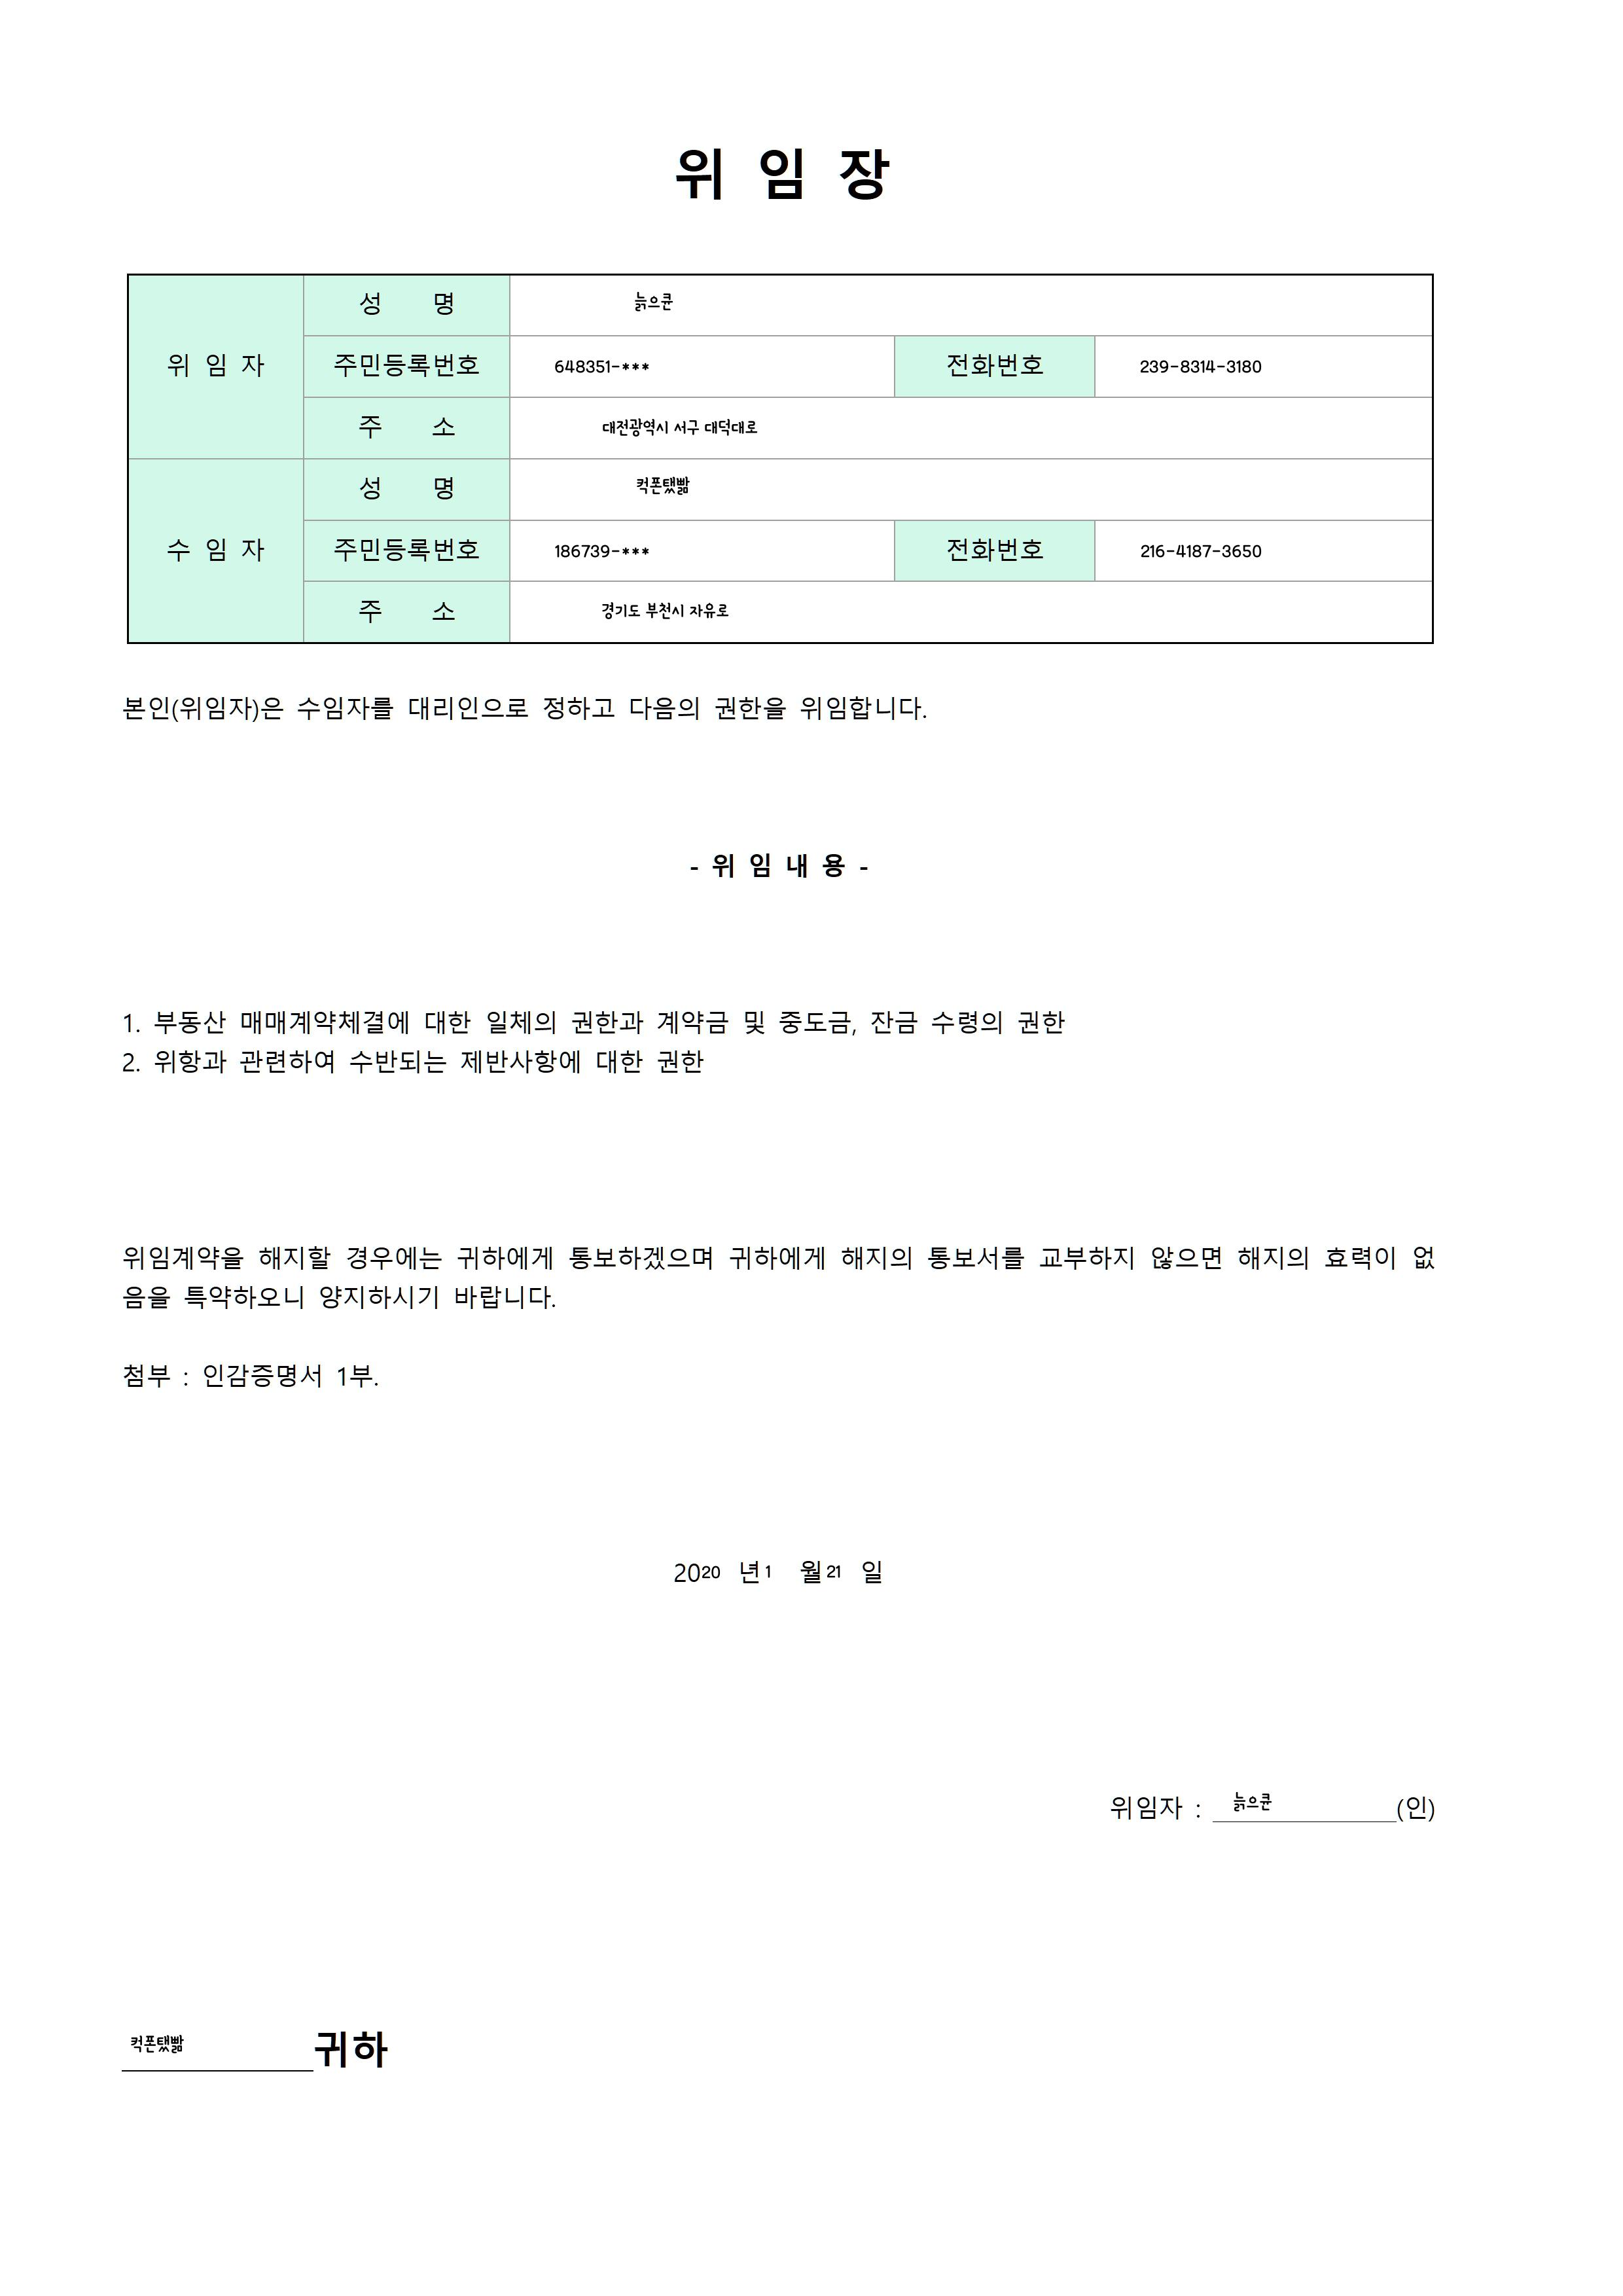 위 임 장
위 임 자
성 명 늙으큔
주민등록번호 648351-*** 전화번호 239-8314-3180
주 소 대전광역시 서구 대덕대로
수 임 자
성 명 컥폰탰빪
주민등록번호 186739-*** 전화번호 216-4187-3650
주 소 경기도 부천시 자유로
본인(위임자)은 수임자를 대리인으로 정하고 다음의 권한을 위임합니다.
- 위 임 내 용 -
1. 부동산 매매계약체결에 대한 일체의 권한과 계약금 및 중도금, 잔금 수령의 권한
2. 위항과 관련하여 수반되는 제반사항에 대한 권한
위임계약을 해지할 경우에는 귀하에게 통보하겠으며 귀하에게 해지의 통보서를 교부하지 않으면 해지의 효력이 없
음을 특약하오니 양지하시기 바랍니다.
첨부 : 인감증명서 1부.
2020 년 1 월 21 일
위임자 : 늙으큔 (인)
컥폰탰빪 귀하